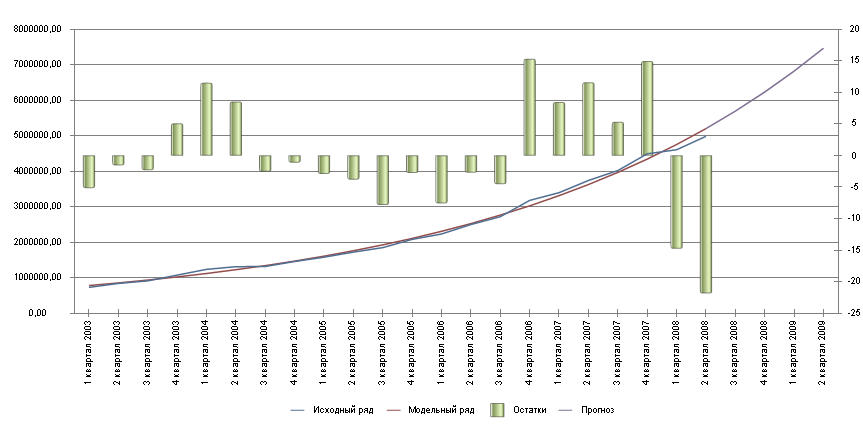 8000000,00
7000000,00
6000000,00
5000000,00
4000000,00
3000000,00
2000000,00
1000000,00
0,00
20
15
10
5
0
-5
-10
-15
-20
-25
1 квартал 2003
2 квартал 2003
3 квартал 2003
4 квартал 2003
1 квартал 2004
2 квартал 2004
3 квартал 2004
4 квартал 2004
1 квартал 2005
2 квартал 2005
3 квартал 2005
4 квартал 2005
1 квартал 2006
2 квартал 2006
3 квартал 2006
4 квартал 2006
1 квартал 2007
2 квартал 2007
3 квартал 2007
4 квартал 2007
1 квартал 2008
2 квартал 2008
3 квартал 2008
4 квартал 2008
1 квартал 2009
2 квартал 2009
Исходный ряд
Модельный ряд
Остатки
Прогноз